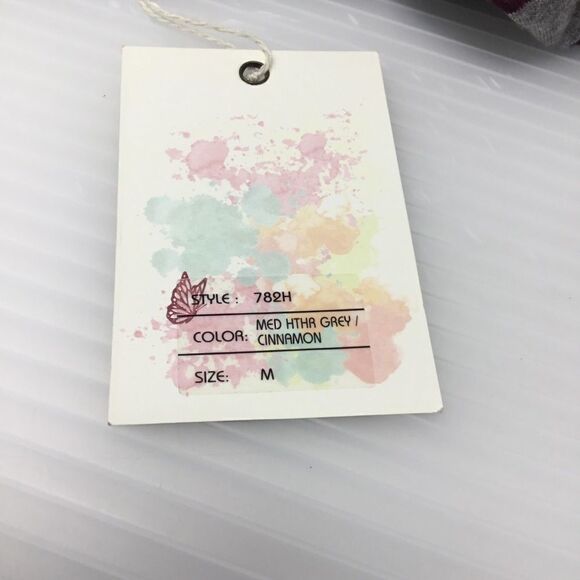 STYLE : 782H
COLOR: MED HTHR GREY /
CINNAMON
SIZE: M